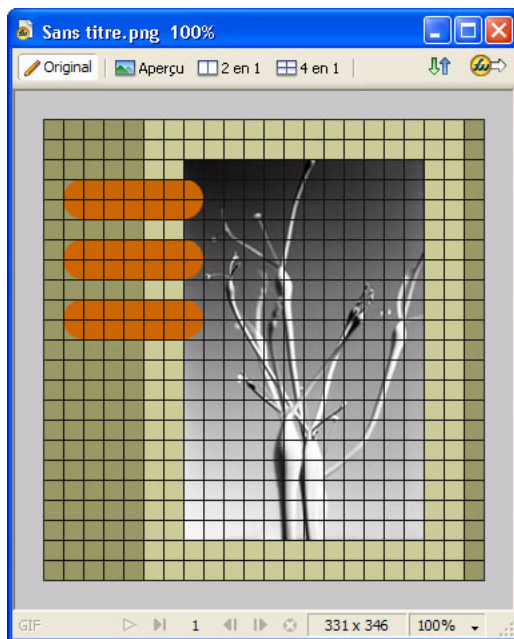 Sans titre.png 100%
Original Aperçu 2 en 1 4 en 1
GIF 1 331 x 346 100%